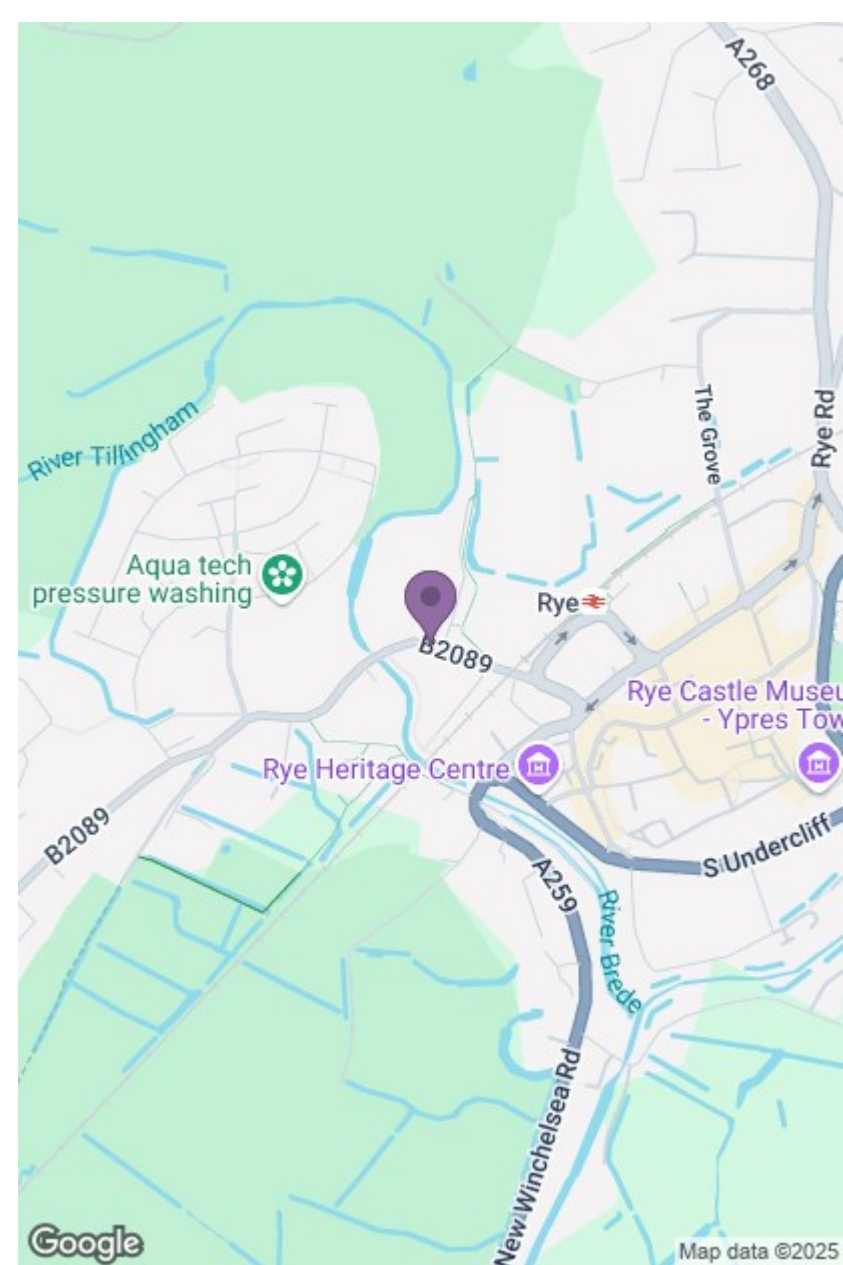 A268
The Grove
Rye Rd
River Tillingham
Aqua tech
pressure washing
Rye
B2089
Rye Castle Museu
- Ypres Tow
Rye Heritage Centre
B2089
S Undercliff
A259
River Brede
New Winchelsea Rd
Google
Map data ©2025